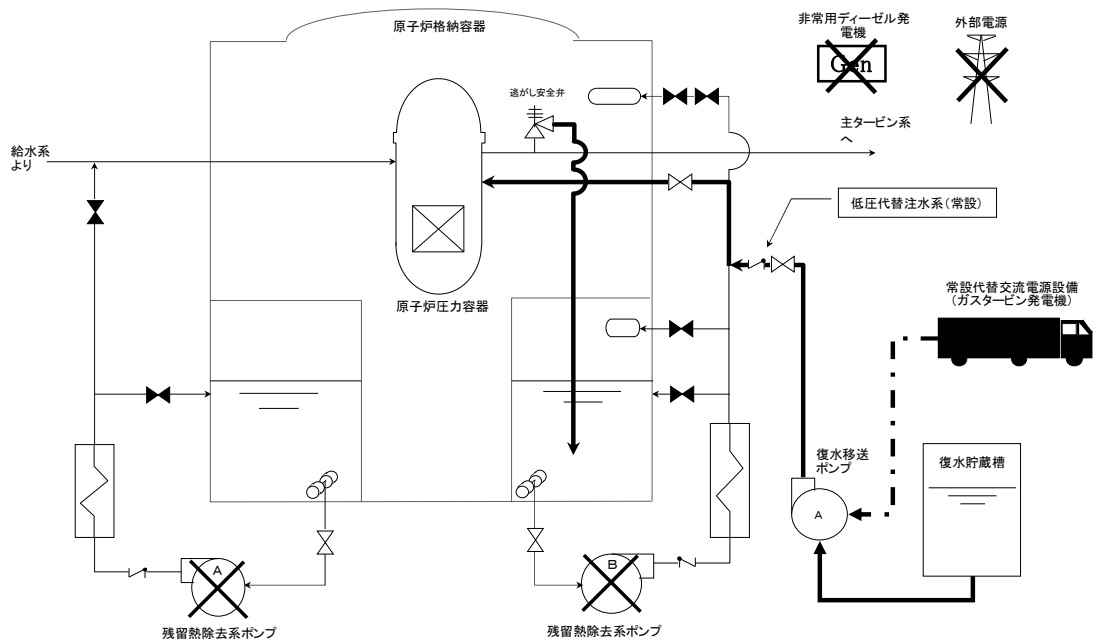 原子炉格納容器
非常用ディーゼル発
電機
Gen
外部電源
逃がし安全弁
主タービン系
へ
給水系
より
低圧代替注水系(常設)
原子炉圧力容器
常設代替交流電源設備
(ガスタービン発電機)
復水移送
ポンプ
A
復水貯蔵槽
A
残留熱除去系ポンプ
B
残留熱除去系ポンプ